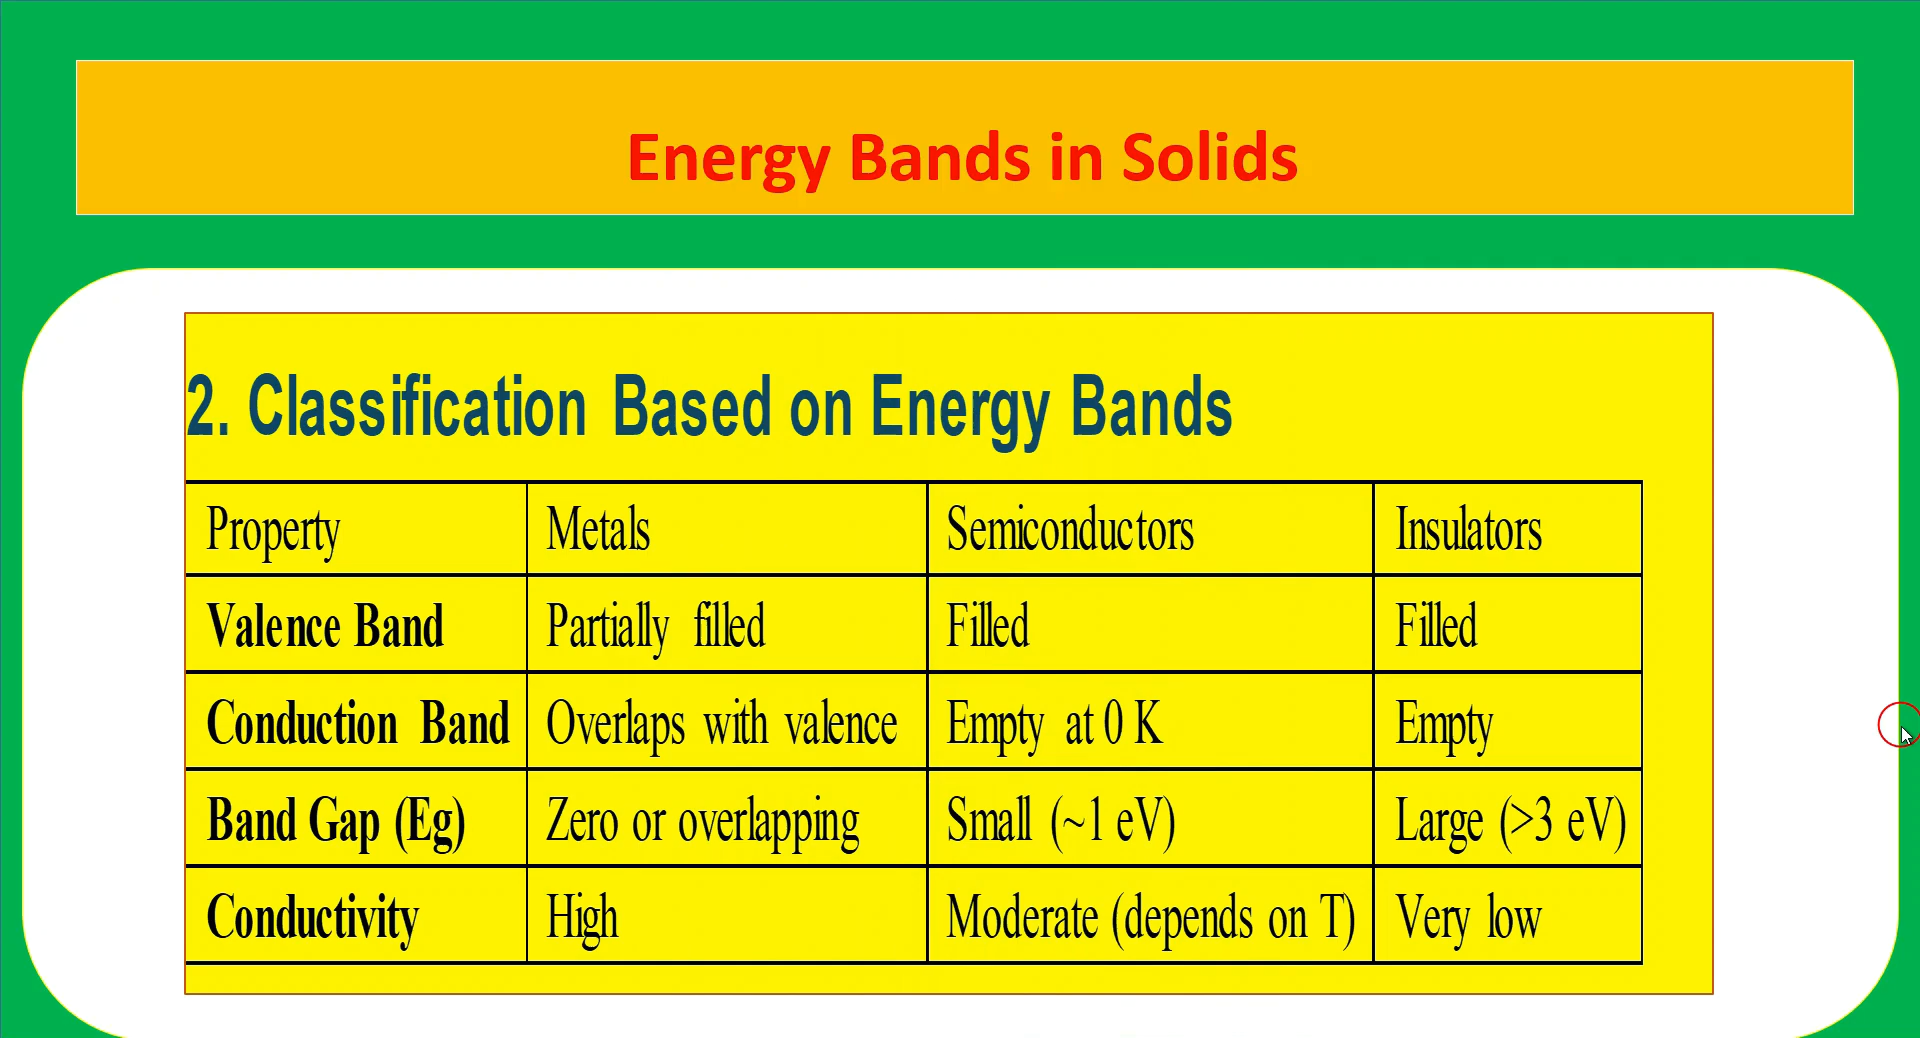 Energy Bands in Solids
2. Classification Based on Energy Bands
Property Metals Semiconductors Insulators
Valence Band Partially filled Filled Filled
Conduction Band Overlaps with valence Empty at 0 K Empty
Band Gap (Eg) Zero or overlapping Small (~1 eV) Large (>3 eV)
Conductivity High Moderate (depends on T) Very low